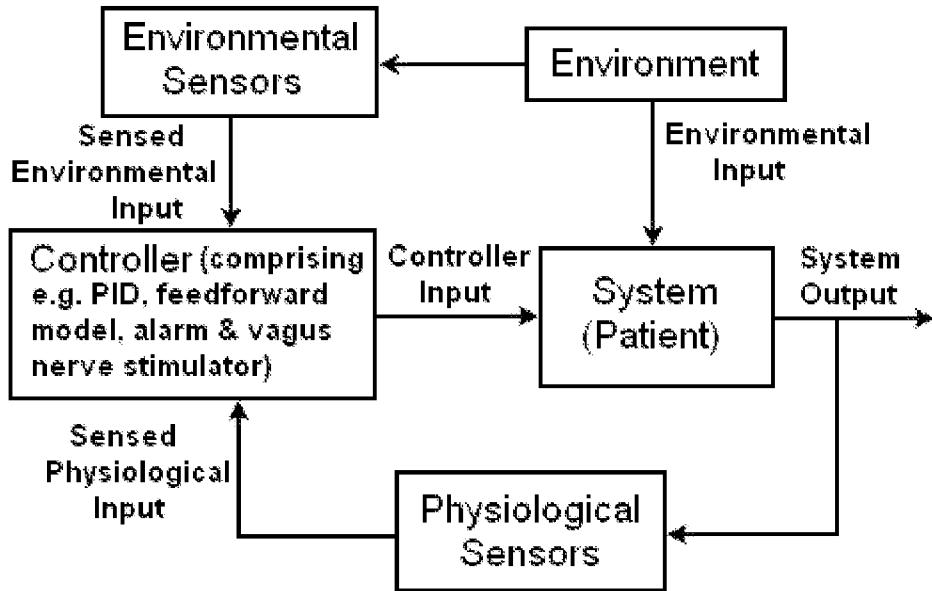 Environmental
Sensors
Environment
Sensed
Environmental
Input
Environmental
Input
Controller (comprising
e.g. PID, feedforward
model, alarm & vagus
nerve stimulator)
Controller
Input
System
(Patient)
System
Output
Sensed
Physiological
Input
Physiological
Sensors